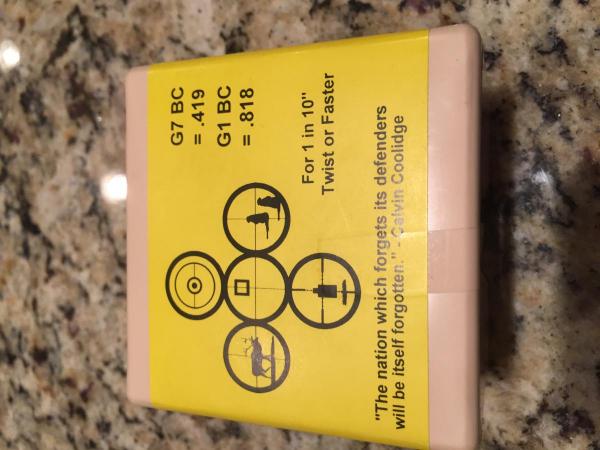 G7 BC
= .419
G1 BC
= .818
For 1 in 10"
Twist or Faster
"The nation which forgets its defenders
will be itself forgotten." - Calvin Coolidge